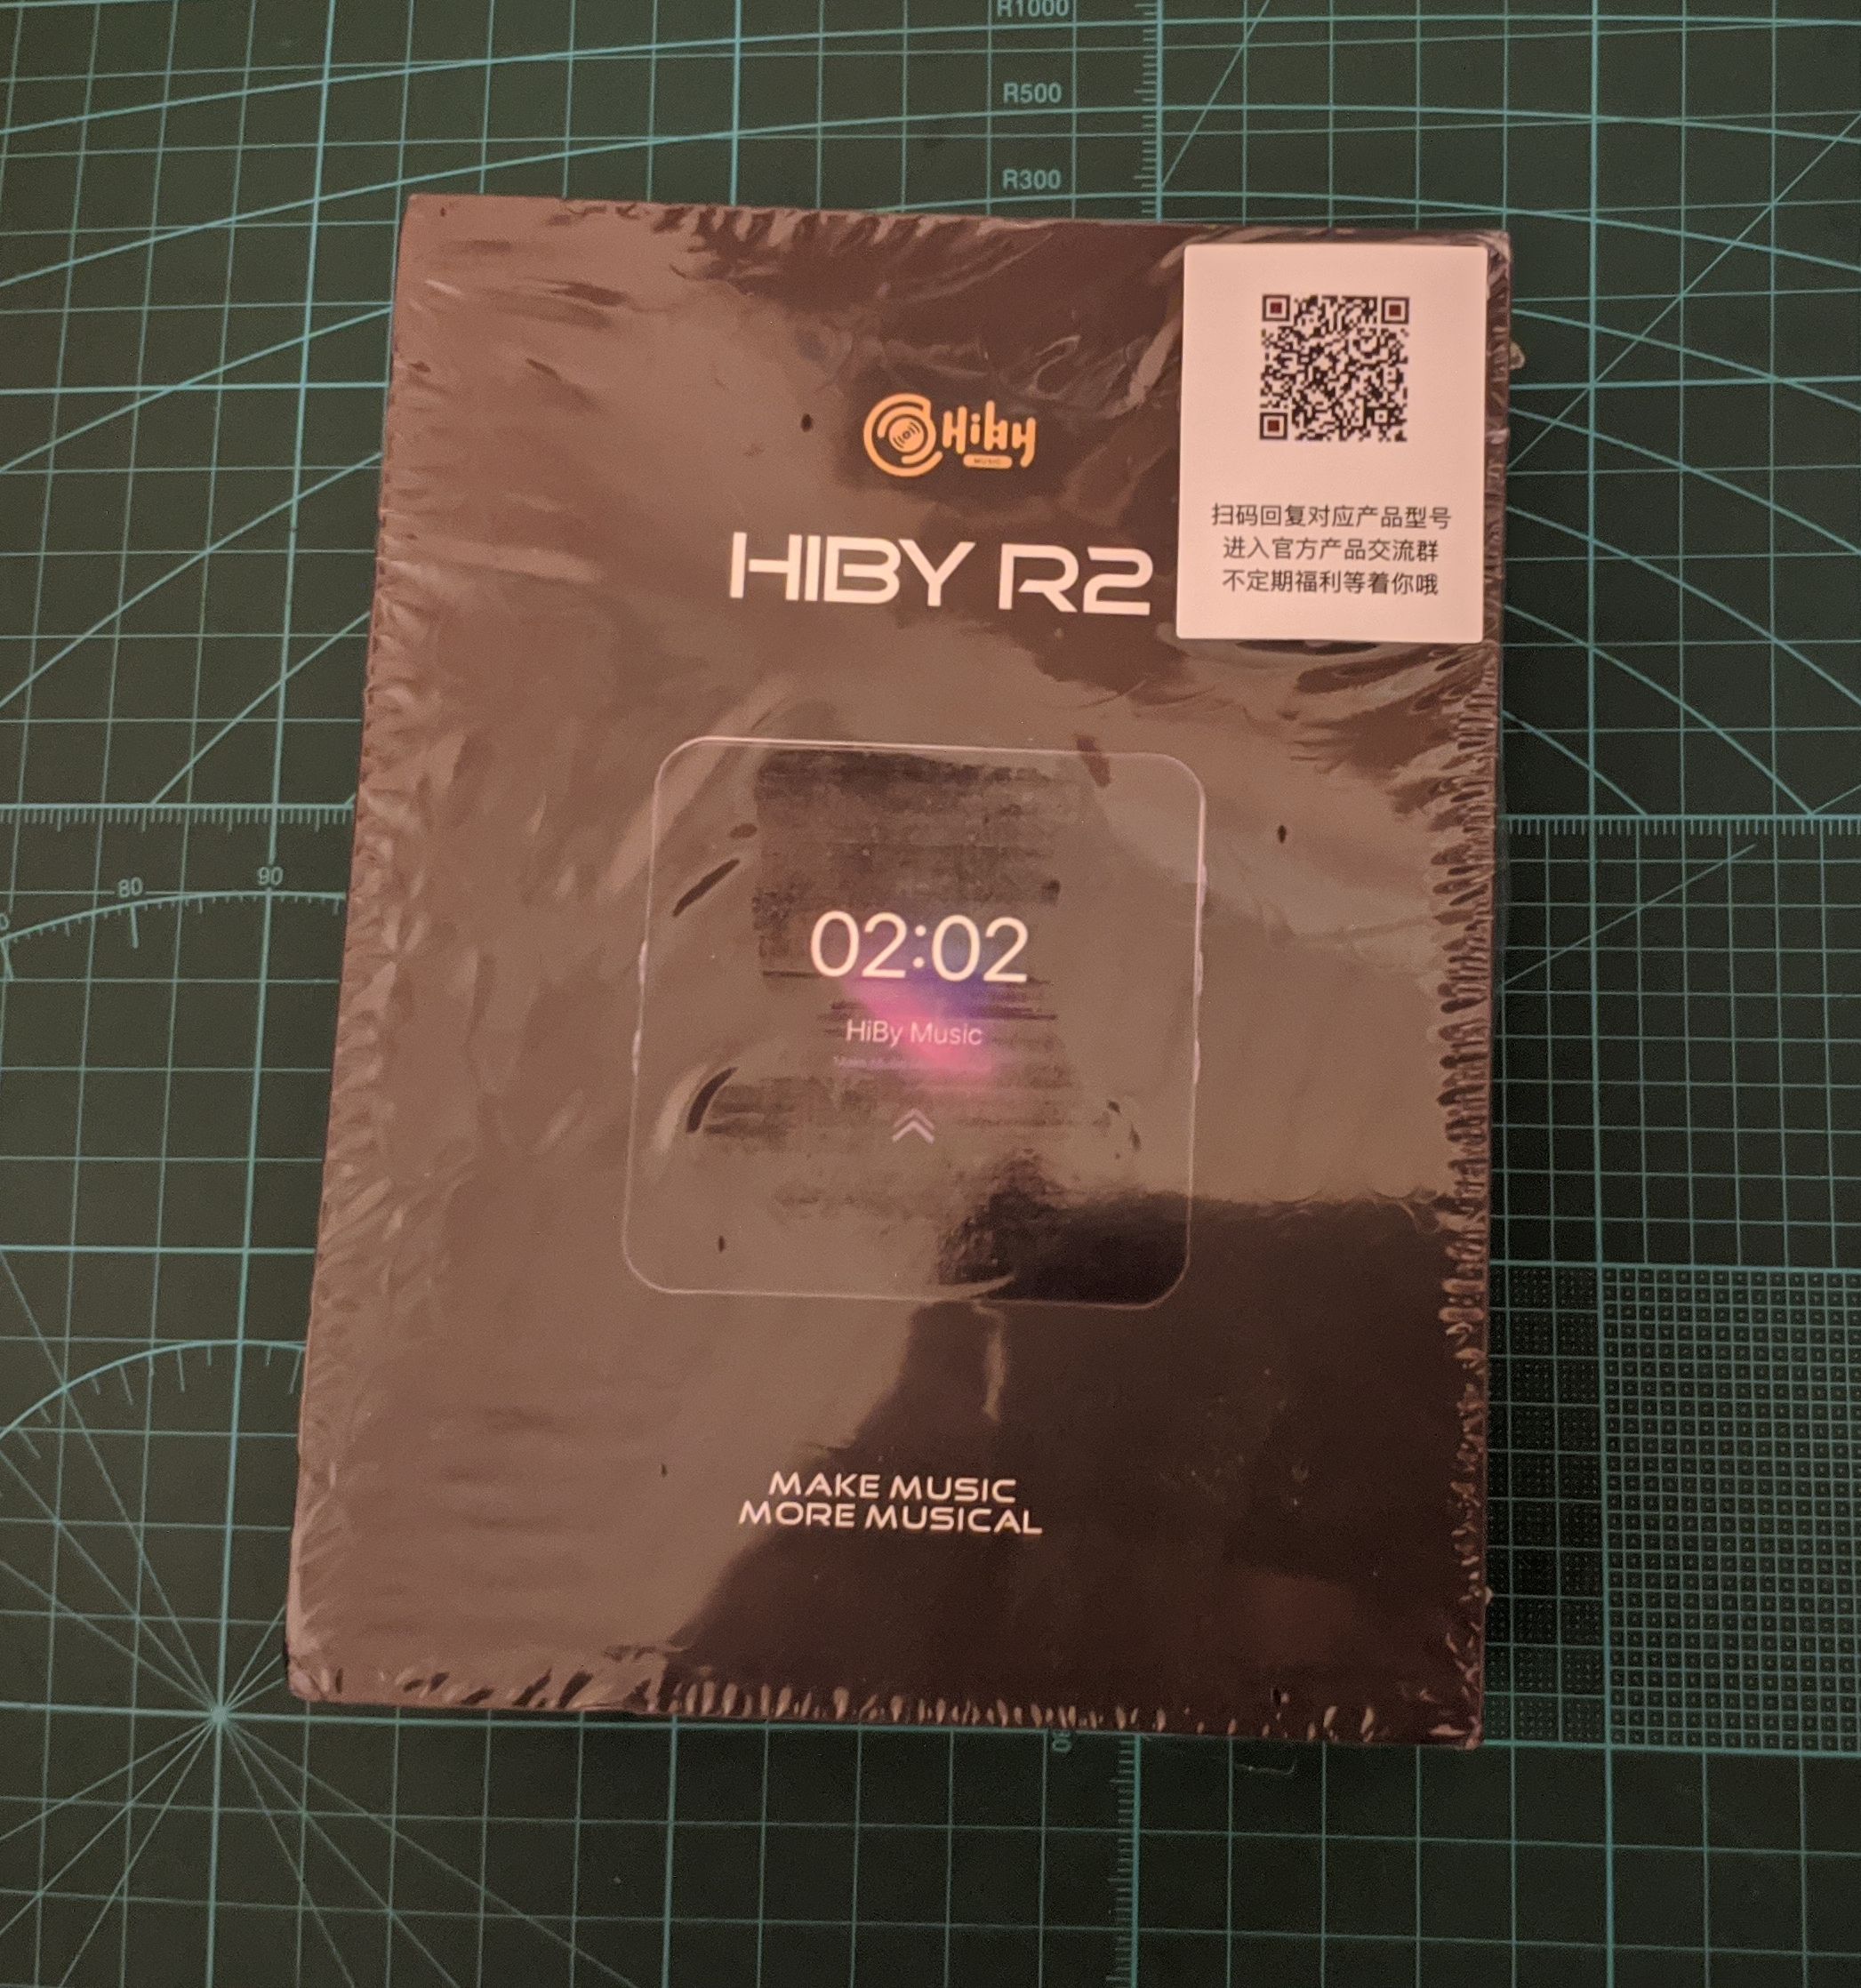 R1000
R500
R300
Hiby
MUSIC
HIBY R2
扫码回复对应产品型号
进入官方产品交流群
不定期福利等着你哦
80
90
02:02
HiBy Music
MAKE MUSIC
MORE MUSICAL